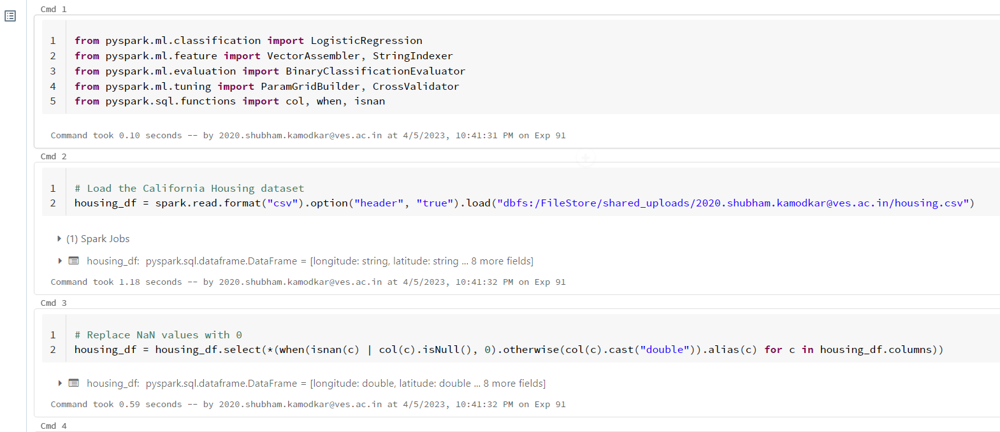 Cmd 1
1 from pyspark.ml.classification import LogisticRegression
2 from pyspark.ml.feature import VectorAssembler, StringIndexer
3 from pyspark.ml.evaluation import BinaryClassificationEvaluator
4 from pyspark.ml.tuning import ParamGridBuilder, CrossValidator
5 from pyspark.sql.functions import col, when, isnan
Command took 0.10 seconds -- by 2020.shubham.kamodkar@ves.ac.in at 4/5/2023, 10:41:31 PM on Exp 91
Cmd 2
1 # Load the California Housing dataset
2 housing_df = spark.read.format("csv").option("header", "true").load("dbfs:/FileStore/shared_uploads/2020.shubham.kamodkar@ves.ac.in/housing.csv")
(1) Spark Jobs
housing_df: pyspark.sql.dataframe.DataFrame = [longitude: string, latitude: string ... 8 more fields]
Command took 1.18 seconds -- by 2020.shubham.kamodkar@ves.ac.in at 4/5/2023, 10:41:32 PM on Exp 91
Cmd 3
1 # Replace NaN values with 0
2 housing_df = housing_df.select(*(when(isnan(c) | col(c).isNull(), 0).otherwise(col(c).cast("double")).alias(c) for c in housing_df.columns))
housing_df: pyspark.sql.dataframe.DataFrame = [longitude: double, latitude: double ... 8 more fields]
Command took 0.59 seconds -- by 2020.shubham.kamodkar@ves.ac.in at 4/5/2023, 10:41:32 PM on Exp 91
Cmd 4